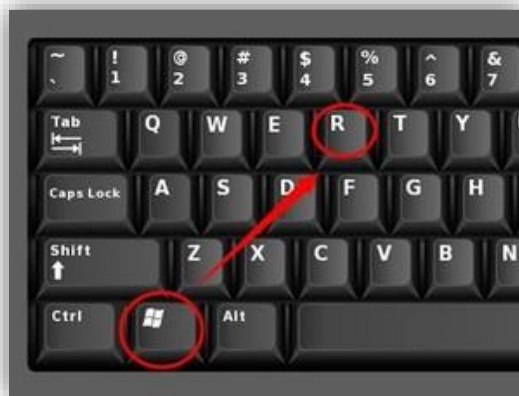 ~ ! @ # $ % ^ &
` 1 2 3 4 5 6 7
Tab Q W E R T Y
Caps Lock A S D F G H
Shift Z X C V B N
Ctrl Alt